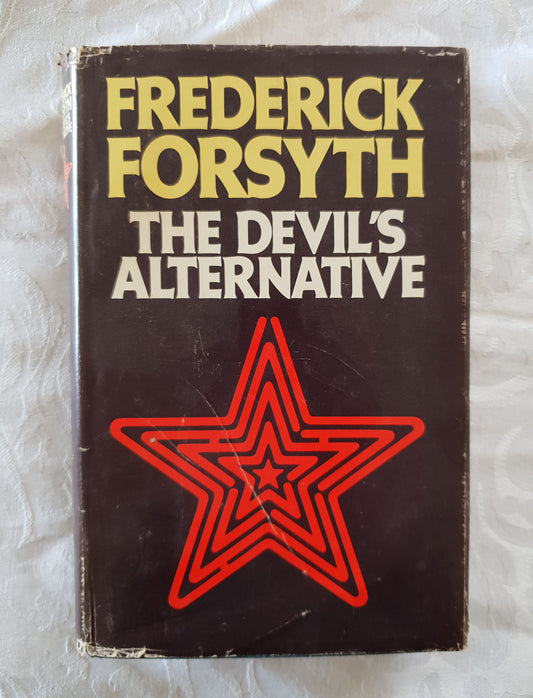 FREDERICK
FORSYTH
THE DEVIL'S
ALTERNATIVE